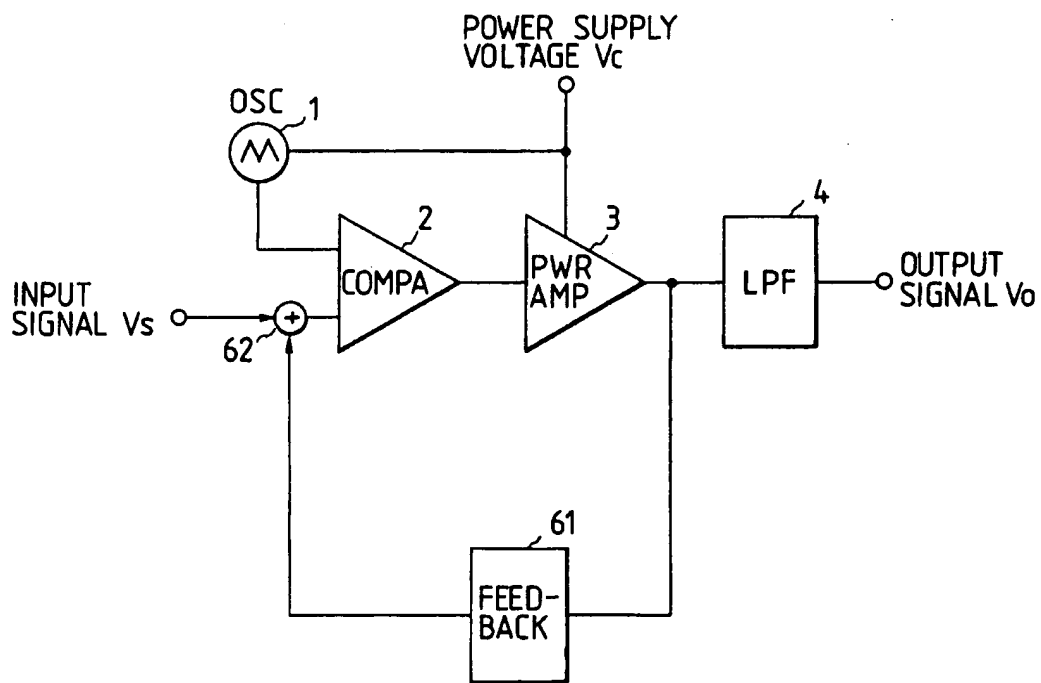 POWER SUPPLY
VOLTAGE Vc
OSC
1
2
3
4
COMPA
PWR
AMP
LPF
OUTPUT
SIGNAL Vo
INPUT
SIGNAL Vs
+
62
61
FEED-
BACK